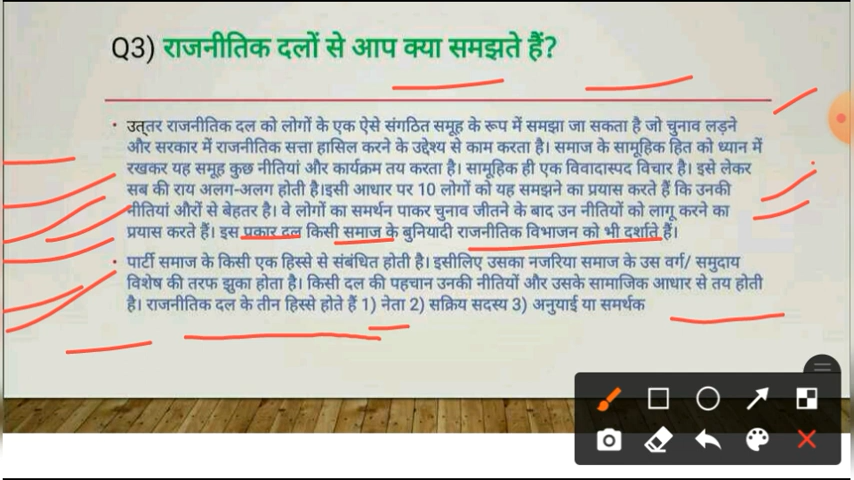 Q3) राजनीतिक दलों से आप क्या समझते हैं?
• उत्तर राजनीतिक दल को लोगों के एक ऐसे संगठित समूह के रूप में समझा जा सकता है जो चुनाव लड़ने
और सरकार में राजनीतिक सत्ता हासिल करने के उद्देश्य से काम करता है। समाज के सामूहिक हित को ध्यान में
रखकर यह समूह कुछ नीतियां और कार्यक्रम तय करता है। सामूहिक ही एक विवादास्पद विचार है। इसे लेकर
सब की राय अलग-अलग होती है।इसी आधार पर 10 लोगों को यह समझने का प्रयास करते हैं कि उनकी
नीतियां औरों से बेहतर है। वे लोगों का समर्थन पाकर चुनाव जीतने के बाद उन नीतियों को लागू करने का
प्रयास करते हैं। इस प्रकार दल किसी समाज के बुनियादी राजनीतिक विभाजन को भी दर्शाते हैं।
• पार्टी समाज के किसी एक हिस्से से संबंधित होती है। इसीलिए उसका नजरिया समाज के उस वर्ग/ समुदाय
विशेष की तरफ झुका होता है। किसी दल की पहचान उनकी नीतियों और उसके सामाजिक आधार से तय होती
है। राजनीतिक दल के तीन हिस्से होते हैं 1) नेता 2) सक्रिय सदस्य 3) अनुयाई या समर्थक